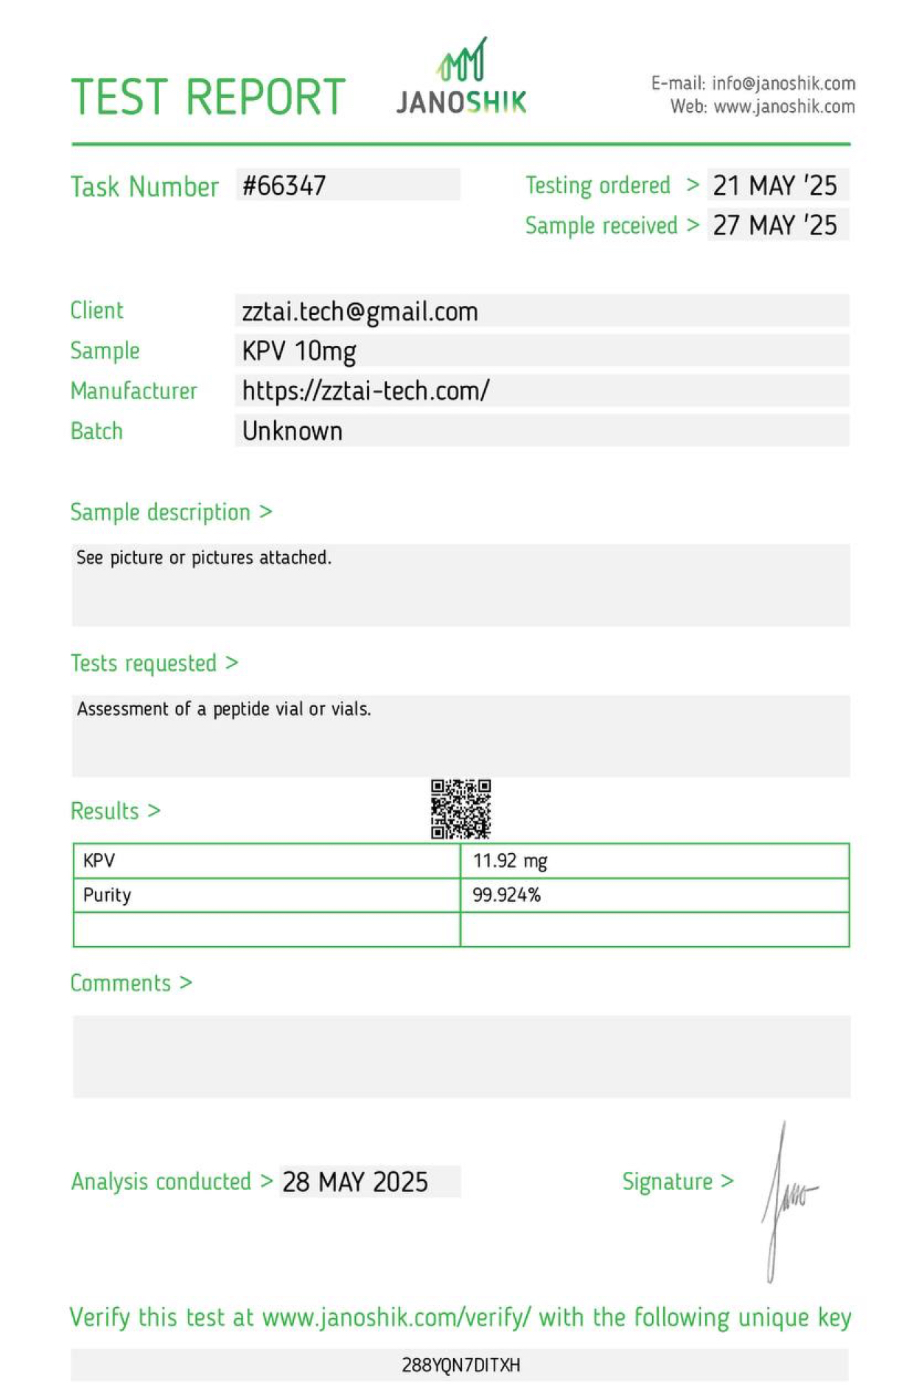 TEST REPORT
JANOSHIK
E-mail: info@janoshik.com
Web: www.janoshik.com
Task Number #66347
Testing ordered > 21 MAY '25
Sample received > 27 MAY '25
Client zztai.tech@gmail.com
Sample KPV 10mg
Manufacturer https://zztai-tech.com/
Batch Unknown
Sample description >
See picture or pictures attached.
Tests requested >
Assessment of a peptide vial or vials.
Results >
KPV 11.92 mg
Purity 99.924%
Comments >
Analysis conducted > 28 MAY 2025
Signature > Jano
Verify this test at www.janoshik.com/verify/ with the following unique key
288YQN7DITXH